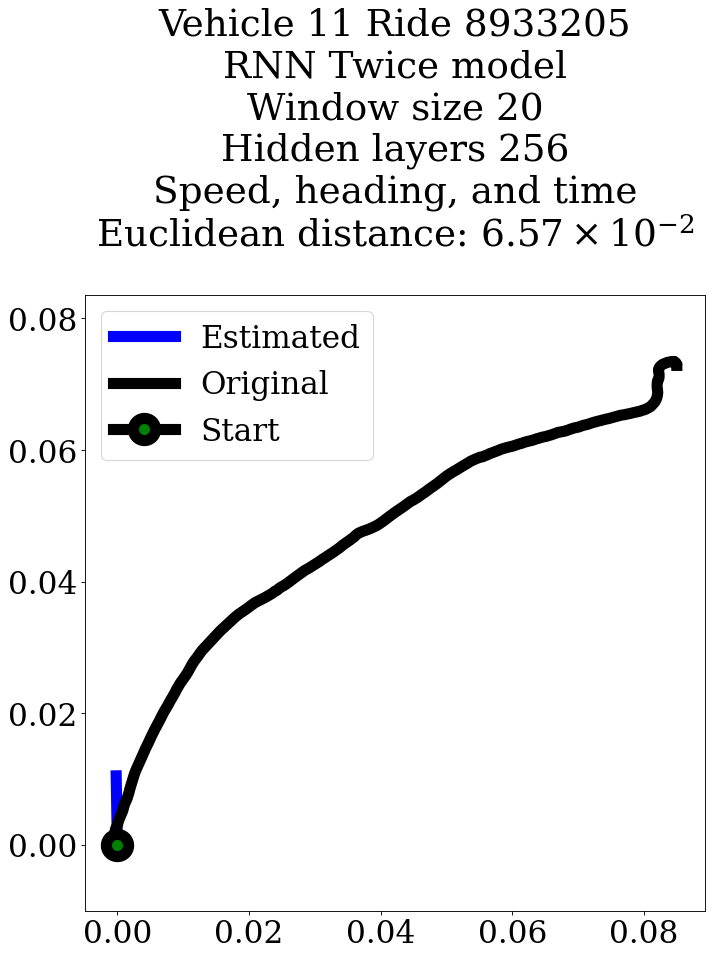 Vehicle 11 Ride 8933205
RNN Twice model
Window size 20
Hidden layers 256
Speed, heading, and time
Euclidean distance: 6.57 × 10⁻²
Estimated
Original
Start
0.08
0.06
0.04
0.02
0.00
0.00 0.02 0.04 0.06 0.08